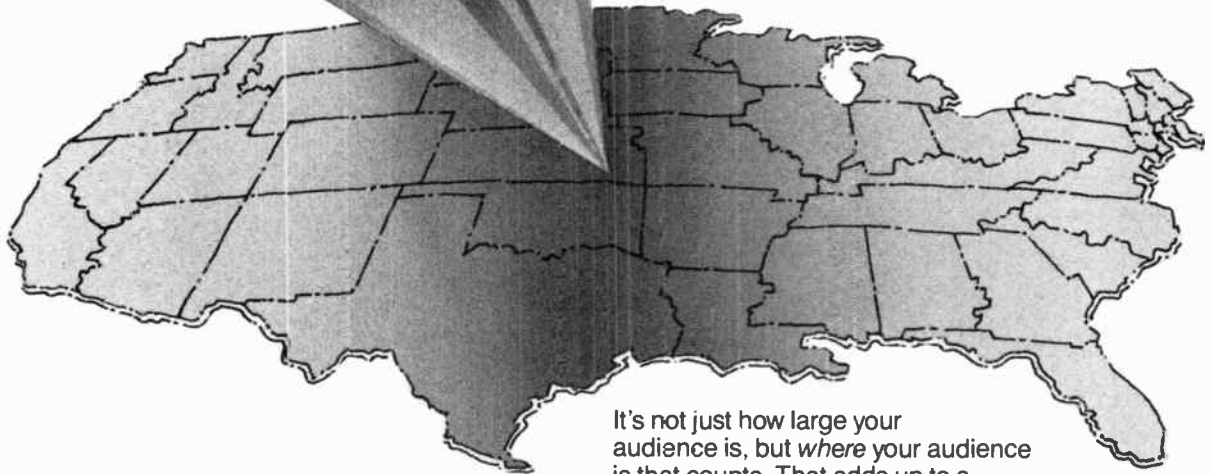 It's not just how large your
audience is, but where your audience
is that counts. That adds up to a